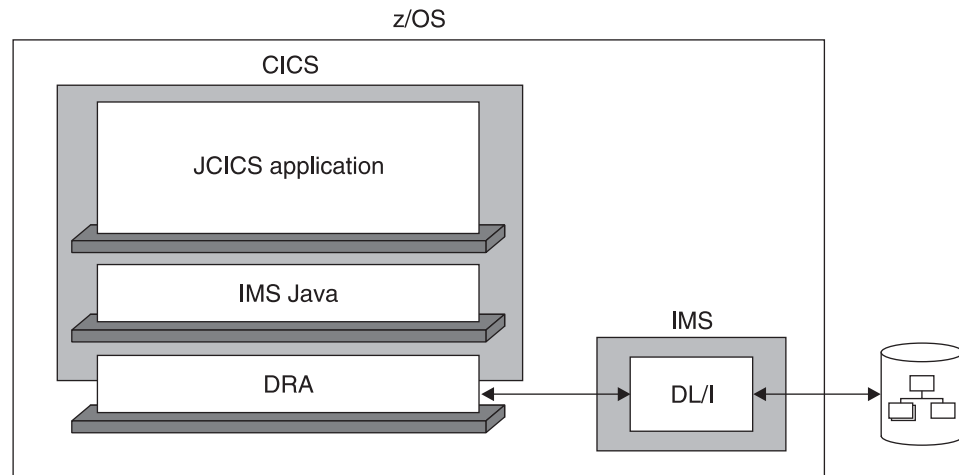 z/OS
CICS
JCICS application
IMS Java
IMS
DRA
DL/I